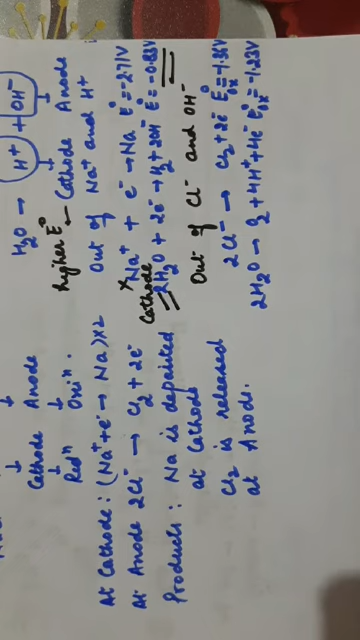 Cathode Anode
Redⁿ Oxiⁿ.
At Cathode : (Na⁺ + e⁻ → Na) × 2
At Anode 2Cl⁻ → Cl₂ + 2e⁻
Products : Na is deposited
at Cathode
Cl₂ is released
at Anode.
H₂O → H⁺ + OH⁻
higher E° ← Cathode Anode
Out of Na⁺ and H⁺
x Na⁺ + e⁻ → Na E° = -2.71V
Cathode 2H₂O + 2e⁻ → H₂ + 2OH⁻ E° = -0.83V
Out of Cl⁻ and OH⁻
2Cl⁻ → Cl₂ + 2e⁻ E°ox = -1.36V
2H₂O → O₂ + 4H⁺ + 4e⁻ E°ox = -1.23V